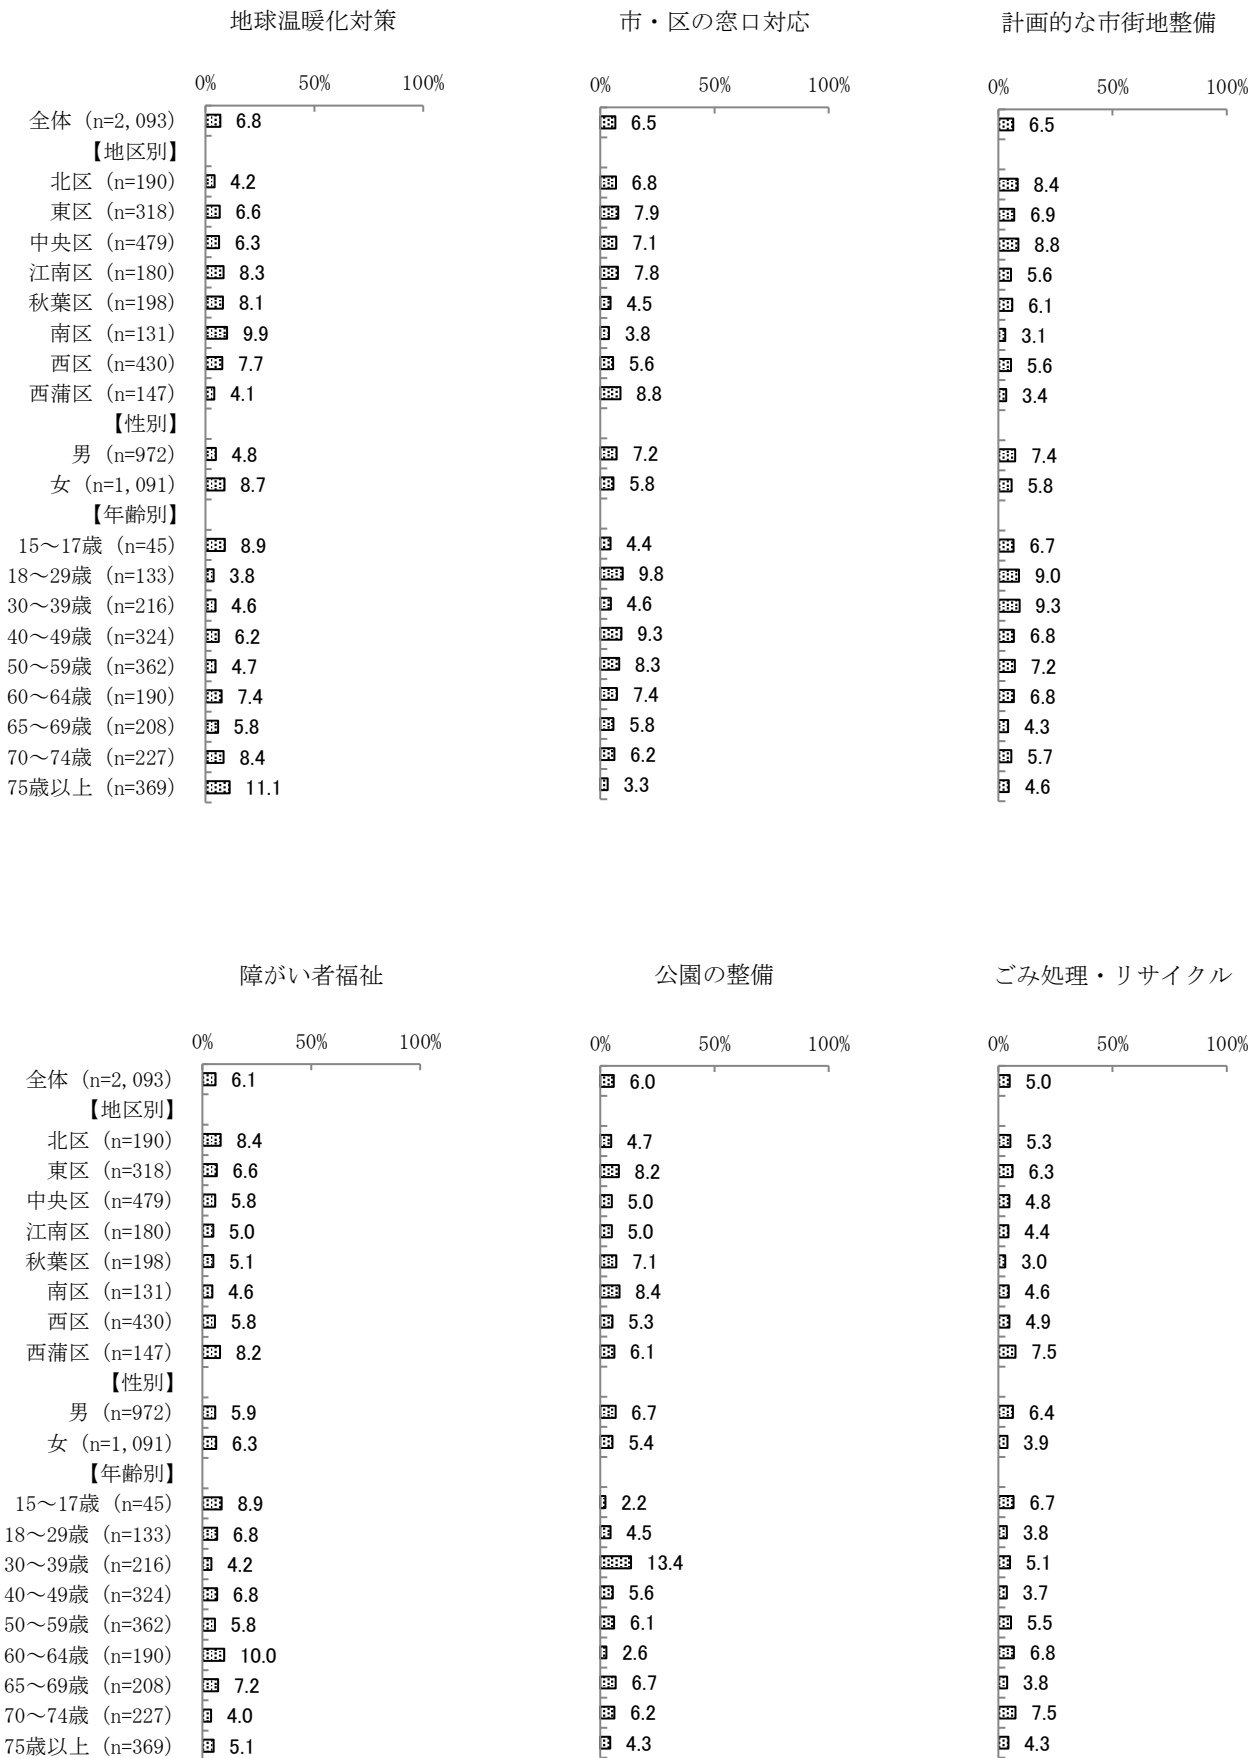 地球温暖化対策 市・区の窓口対応 計画的な市街地整備
0% 50% 100% 0% 50% 100% 0% 50% 100%
全体 (n=2,093) 6.8 6.5 6.5
【地区別】
北区 (n=190) 4.2 6.8 8.4
東区 (n=318) 6.6 7.9 6.9
中央区 (n=479) 6.3 7.1 8.8
江南区 (n=180) 8.3 7.8 5.6
秋葉区 (n=198) 8.1 4.5 6.1
南区 (n=131) 9.9 3.8 3.1
西区 (n=430) 7.7 5.6 5.6
西蒲区 (n=147) 4.1 8.8 3.4
【性別】
男 (n=972) 4.8 7.2 7.4
女 (n=1,091) 8.7 5.8 5.8
【年齢別】
15～17歳 (n=45) 8.9 4.4 6.7
18～29歳 (n=133) 3.8 9.8 9.0
30～39歳 (n=216) 4.6 4.6 9.3
40～49歳 (n=324) 6.2 9.3 6.8
50～59歳 (n=362) 4.7 8.3 7.2
60～64歳 (n=190) 7.4 7.4 6.8
65～69歳 (n=208) 5.8 5.8 4.3
70～74歳 (n=227) 8.4 6.2 5.7
75歳以上 (n=369) 11.1 3.3 4.6
障がい者福祉 公園の整備 ごみ処理・リサイクル
0% 50% 100% 0% 50% 100% 0% 50% 100%
全体 (n=2,093) 6.1 6.0 5.0
【地区別】
北区 (n=190) 8.4 4.7 5.3
東区 (n=318) 6.6 8.2 6.3
中央区 (n=479) 5.8 5.0 4.8
江南区 (n=180) 5.0 5.0 4.4
秋葉区 (n=198) 5.1 7.1 3.0
南区 (n=131) 4.6 8.4 4.6
西区 (n=430) 5.8 5.3 4.9
西蒲区 (n=147) 8.2 6.1 7.5
【性別】
男 (n=972) 5.9 6.7 6.4
女 (n=1,091) 6.3 5.4 3.9
【年齢別】
15～17歳 (n=45) 8.9 2.2 6.7
18～29歳 (n=133) 6.8 4.5 3.8
30～39歳 (n=216) 4.2 13.4 5.1
40～49歳 (n=324) 6.8 5.6 3.7
50～59歳 (n=362) 5.8 6.1 5.5
60～64歳 (n=190) 10.0 2.6 6.8
65～69歳 (n=208) 7.2 6.7 3.8
70～74歳 (n=227) 4.0 6.2 7.5
75歳以上 (n=369) 5.1 4.3 4.3